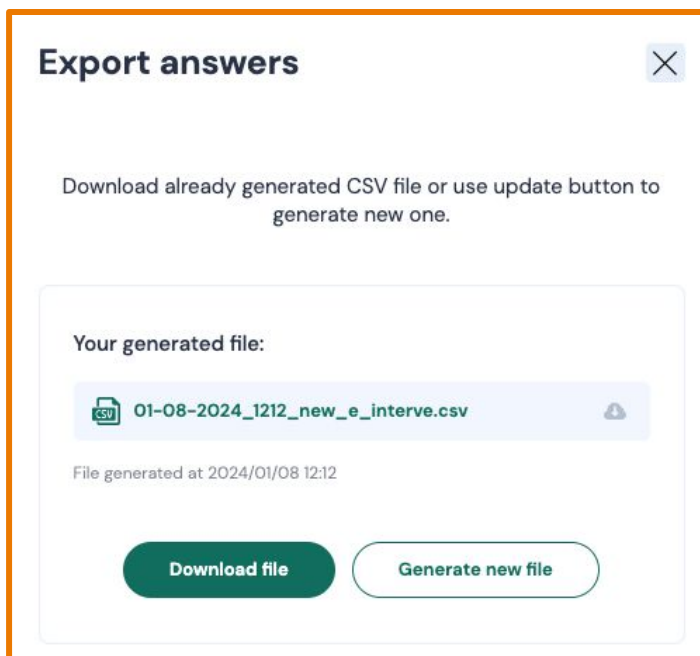 Export answers
Download already generated CSV file or use update button to
generate new one.
Your generated file:
CSV 01-08-2024_1212_new_e_interve.csv
File generated at 2024/01/08 12:12
Download file Generate new file